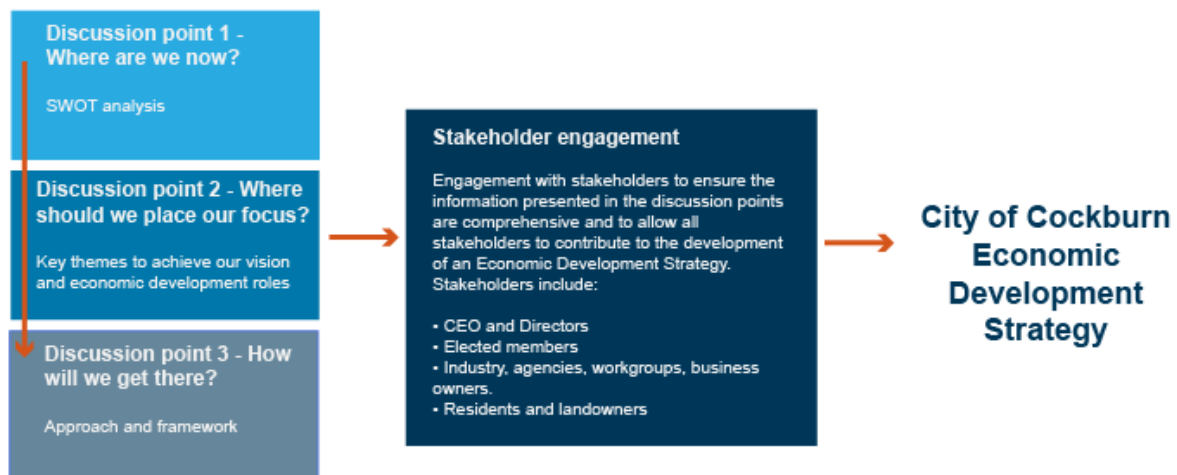 Discussion point 1 -
Where are we now?
SWOT analysis
Discussion point 2 - Where
should we place our focus?
Key themes to achieve our vision
and economic development roles
Discussion point 3 - How
will we get there?
Approach and framework
Stakeholder engagement
Engagement with stakeholders to ensure the
information presented in the discussion points
are comprehensive and to allow all
stakeholders to contribute to the development
of an Economic Development Strategy.
Stakeholders include:
• CEO and Directors
• Elected members
• Industry, agencies, workgroups, business
owners.
• Residents and landowners
City of Cockburn
Economic
Development
Strategy